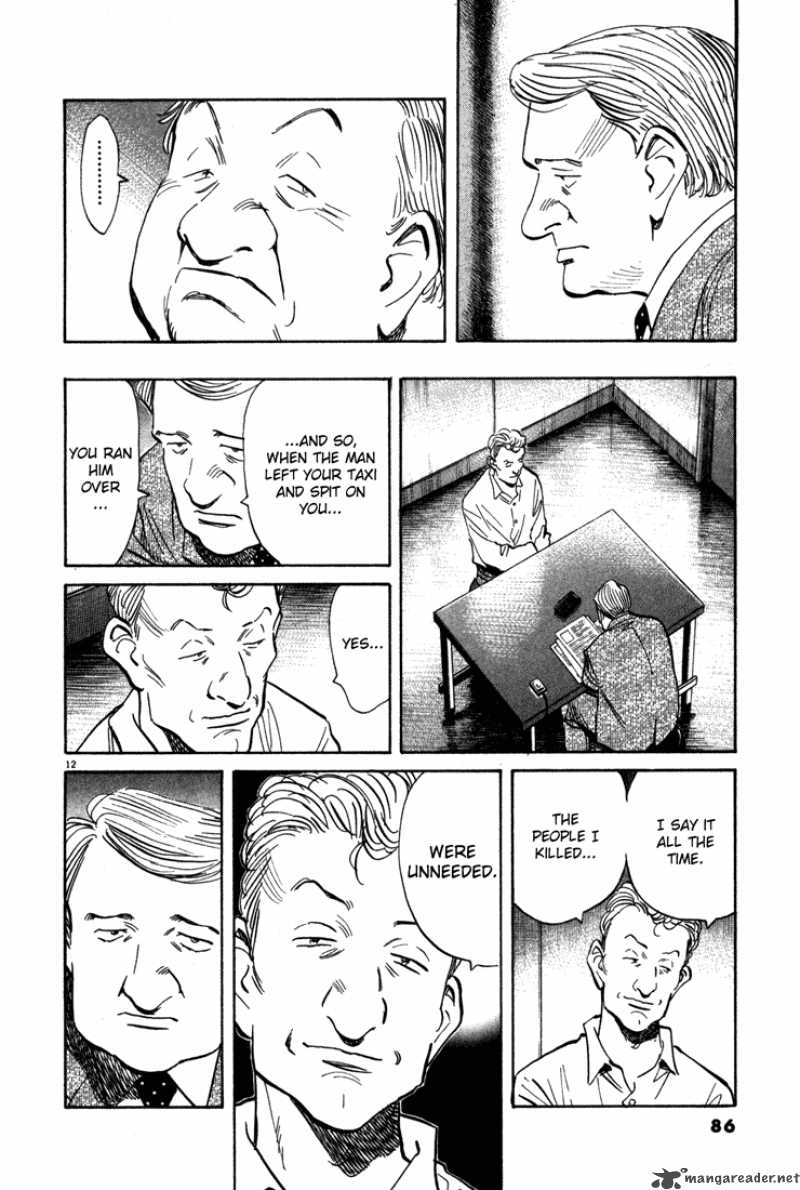 .........
...AND SO,
WHEN THE MAN
LEFT YOUR TAXI
AND SPIT ON
YOU...
YOU RAN
HIM
OVER
...
YES...
12
I SAY IT
ALL THE
TIME.
THE
PEOPLE I
KILLED...
WERE
UNNEEDED.
86
mangareader.net